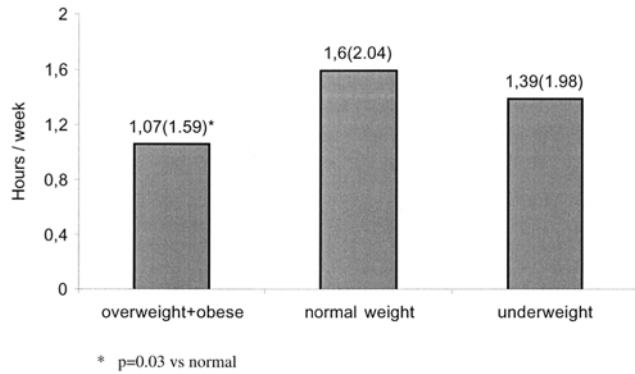 Hours / week
2
1,6
1,2
0,8
0,4
0
1,07(1.59)*
1,6(2.04)
1,39(1.98)
overweight+obese
normal weight
underweight
* p=0.03 vs normal